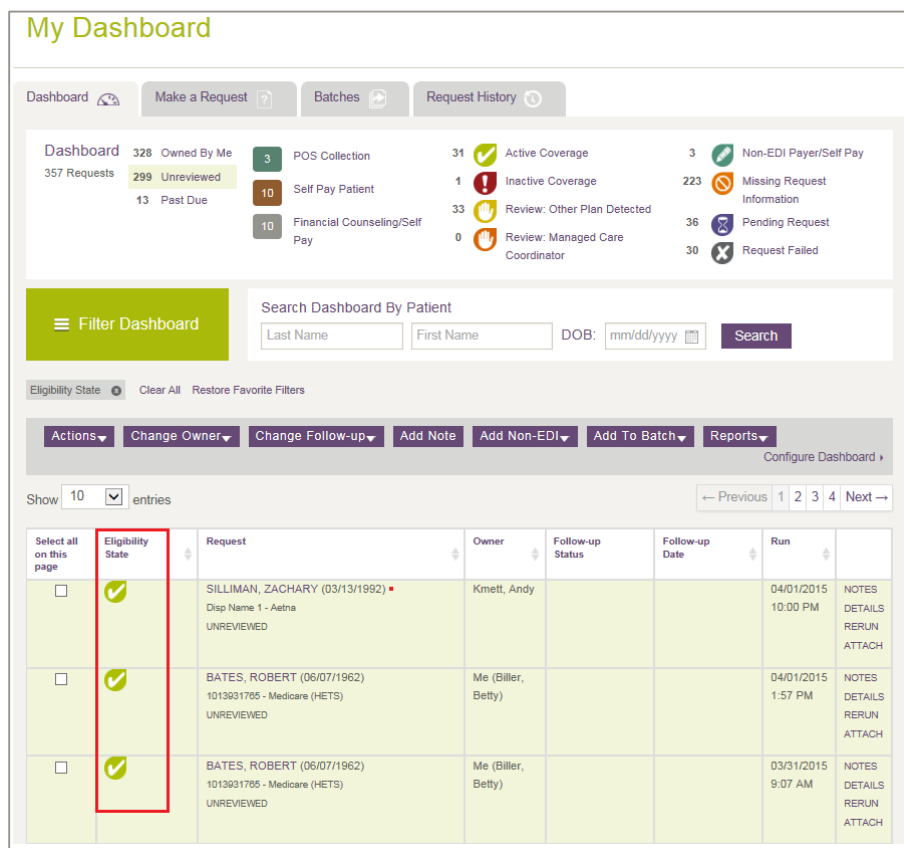 My Dashboard
Dashboard Make a Request ? Batches Request History
Dashboard
357 Requests
328 Owned By Me
299 Unreviewed
13 Past Due
3 POS Collection
10 Self Pay Patient
10 Financial Counseling/Self
Pay
31 Active Coverage
1 Inactive Coverage
33 Review: Other Plan Detected
0 Review: Managed Care
Coordinator
3 Non-EDI Payer/Self Pay
223 Missing Request
Information
36 Pending Request
30 Request Failed
Filter Dashboard
Search Dashboard By Patient
Last Name First Name DOB: mm/dd/yyyy Search
Eligibility State Clear All Restore Favorite Filters
Actions Change Owner Change Follow-up Add Note Add Non-EDI Add To Batch Reports
Configure Dashboard
Show 10 entries
← Previous 1 2 3 4 Next →
Select all
on this
page
Eligibility
State
Request
Owner
Follow-up
Status
Follow-up
Date
Run
SILLIMAN, ZACHARY (03/13/1992)
Disp Name 1 - Aetna
UNREVIEWED
Kmett, Andy
04/01/2015
10:00 PM
NOTES
DETAILS
RERUN
ATTACH
BATES, ROBERT (06/07/1962)
1013931765 - Medicare (HETS)
UNREVIEWED
Me (Biller,
Betty)
04/01/2015
1:57 PM
NOTES
DETAILS
RERUN
ATTACH
BATES, ROBERT (06/07/1962)
1013931765 - Medicare (HETS)
UNREVIEWED
Me (Biller,
Betty)
03/31/2015
9:07 AM
NOTES
DETAILS
RERUN
ATTACH